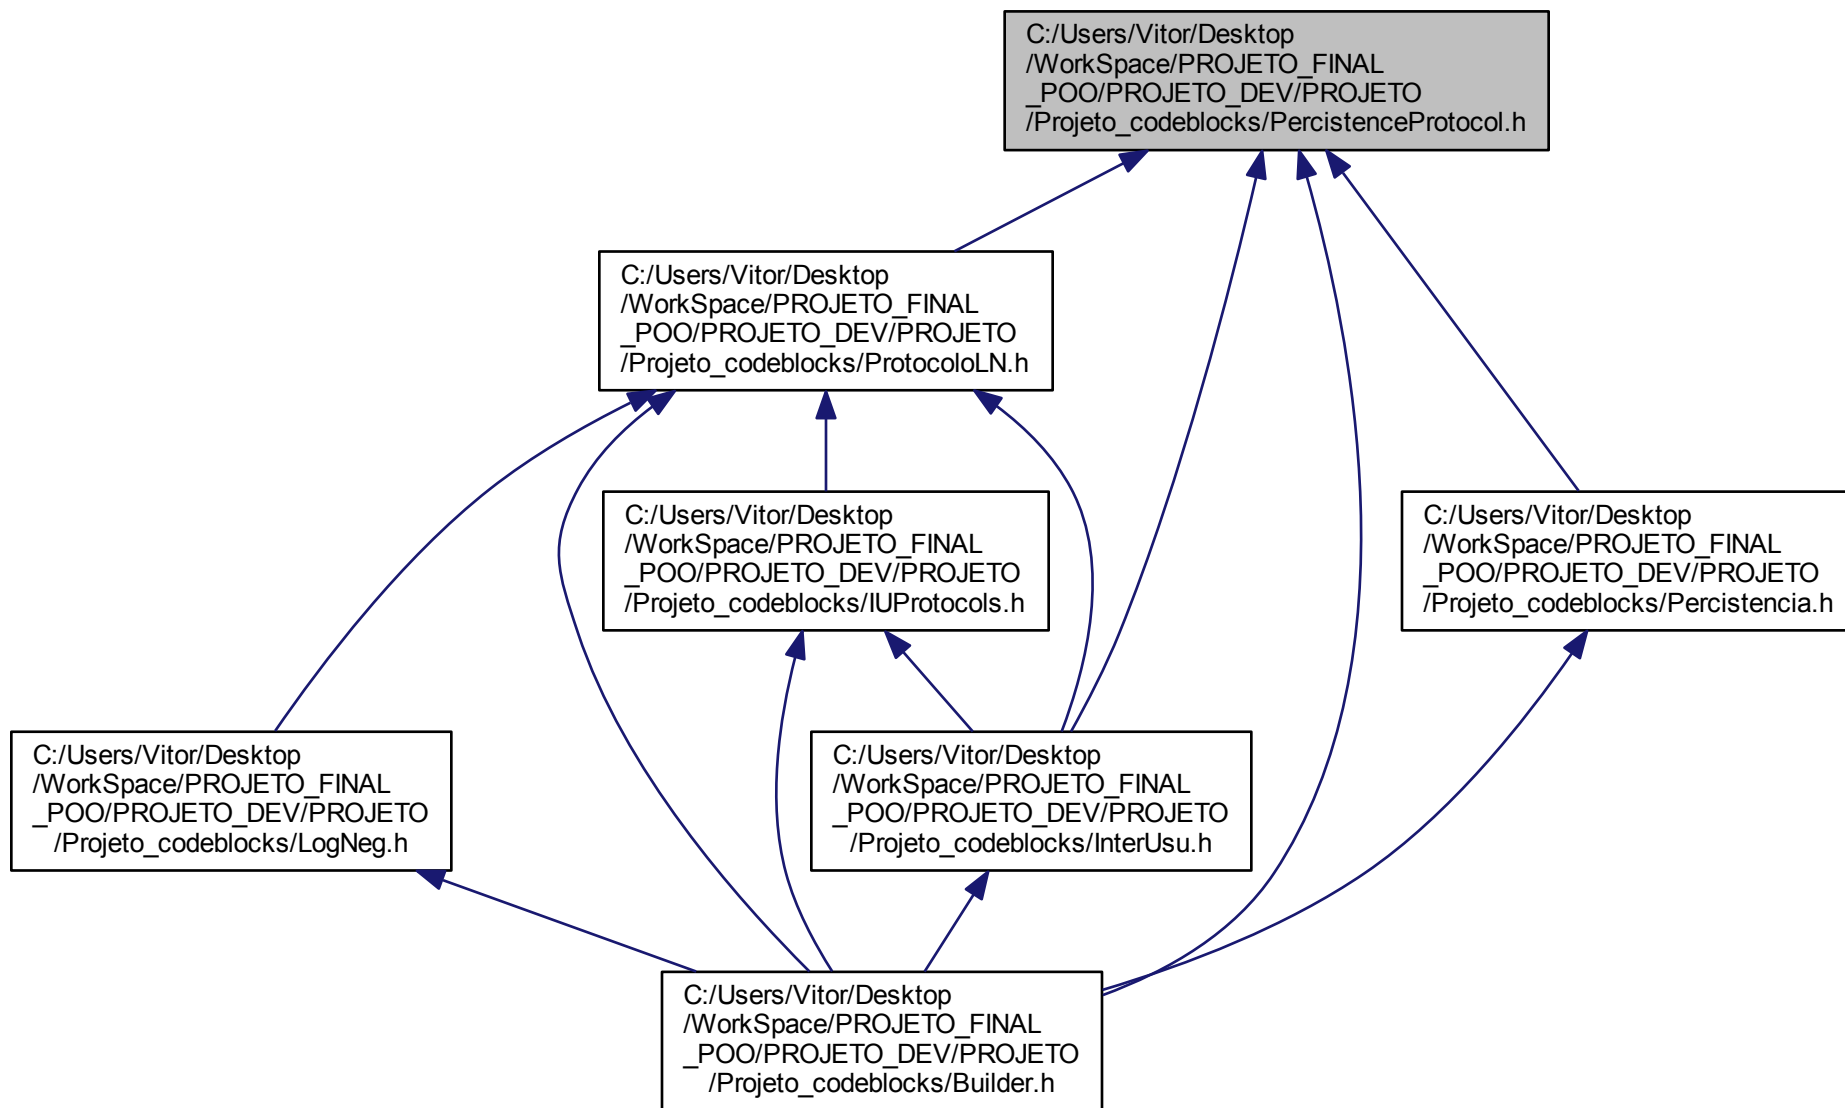 C:/Users/Vitor/Desktop
/WorkSpace/PROJETO_FINAL
_POO/PROJETO_DEV/PROJETO
/Projeto_codeblocks/PercistenceProtocol.h
C:/Users/Vitor/Desktop
/WorkSpace/PROJETO_FINAL
_POO/PROJETO_DEV/PROJETO
/Projeto_codeblocks/ProtocoloLN.h
C:/Users/Vitor/Desktop
/WorkSpace/PROJETO_FINAL
_POO/PROJETO_DEV/PROJETO
/Projeto_codeblocks/IUProtocols.h
C:/Users/Vitor/Desktop
/WorkSpace/PROJETO_FINAL
_POO/PROJETO_DEV/PROJETO
/Projeto_codeblocks/Percistencia.h
C:/Users/Vitor/Desktop
/WorkSpace/PROJETO_FINAL
_POO/PROJETO_DEV/PROJETO
/Projeto_codeblocks/LogNeg.h
C:/Users/Vitor/Desktop
/WorkSpace/PROJETO_FINAL
_POO/PROJETO_DEV/PROJETO
/Projeto_codeblocks/InterUsu.h
C:/Users/Vitor/Desktop
/WorkSpace/PROJETO_FINAL
_POO/PROJETO_DEV/PROJETO
/Projeto_codeblocks/Builder.h